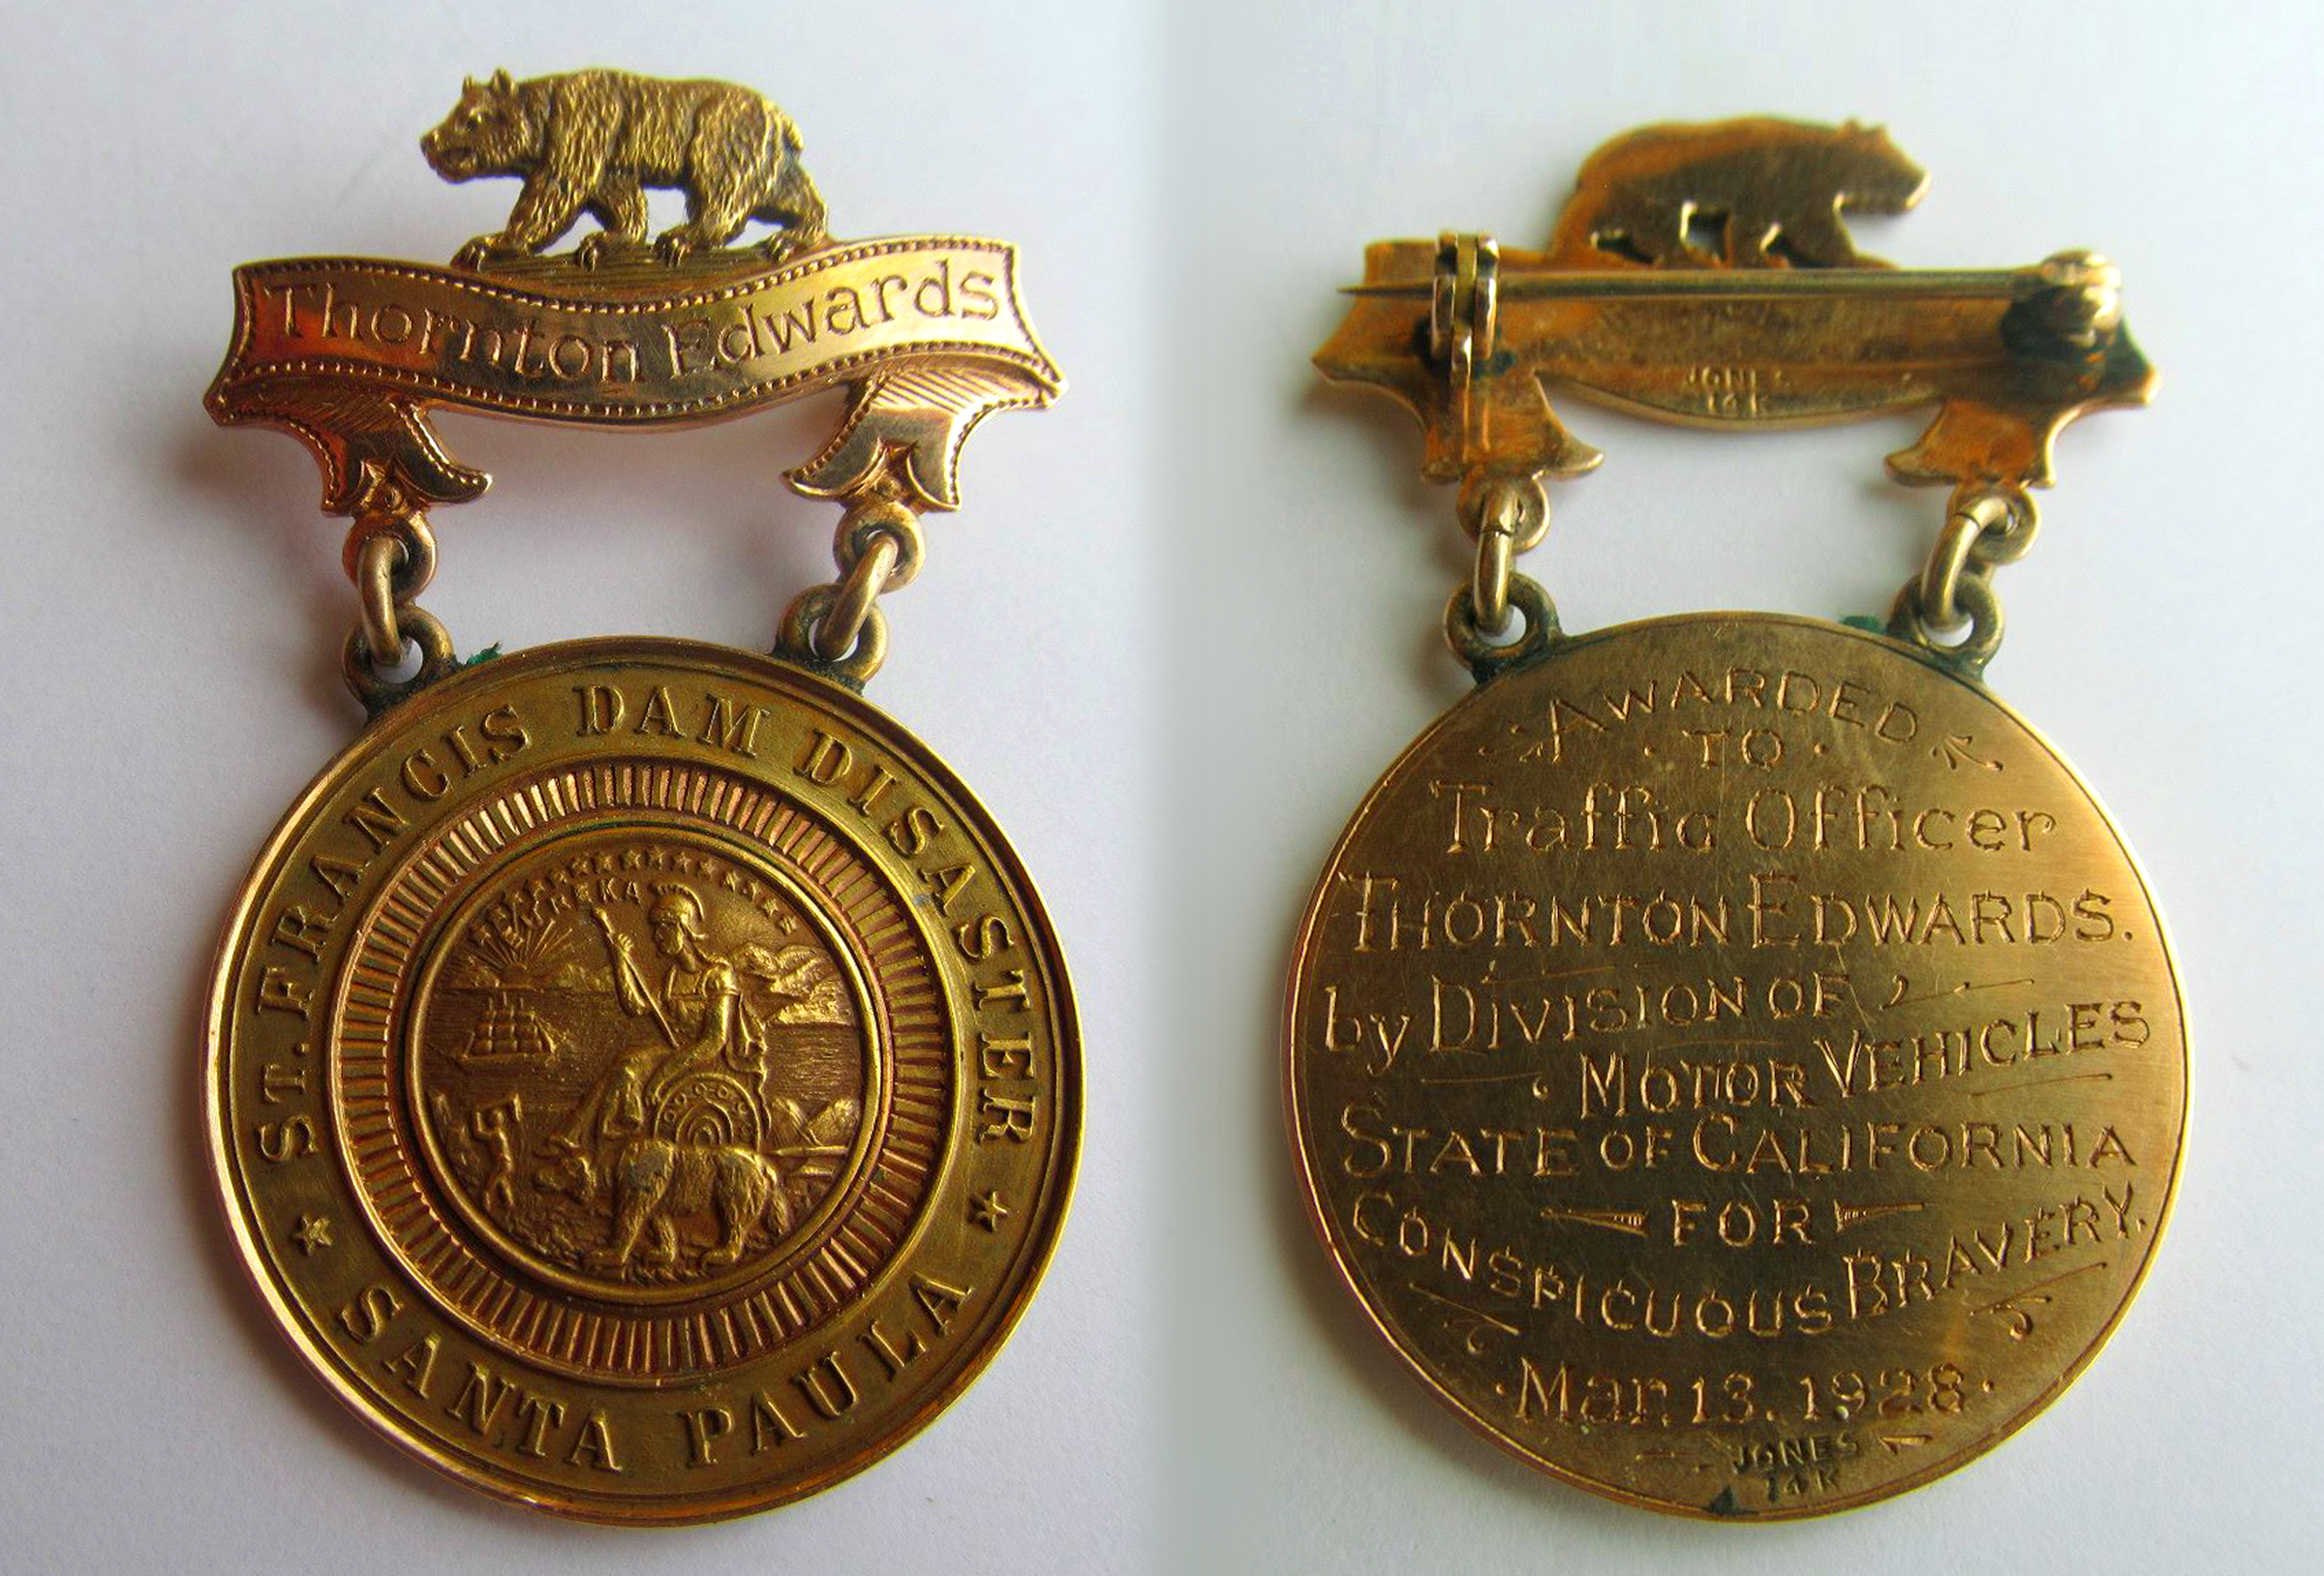 Thornton Edwards
ST. FRANCIS DAM DISASTER
SANTA PAULA
EUREKA
JONES
14K
AWARDED
TO
Traffic Officer
THORNTON EDWARDS.
by DIVISION OF
MOTOR VEHICLES
STATE OF CALIFORNIA
FOR
CONSPICUOUS BRAVERY.
Mar. 13. 1928
JONES
14K